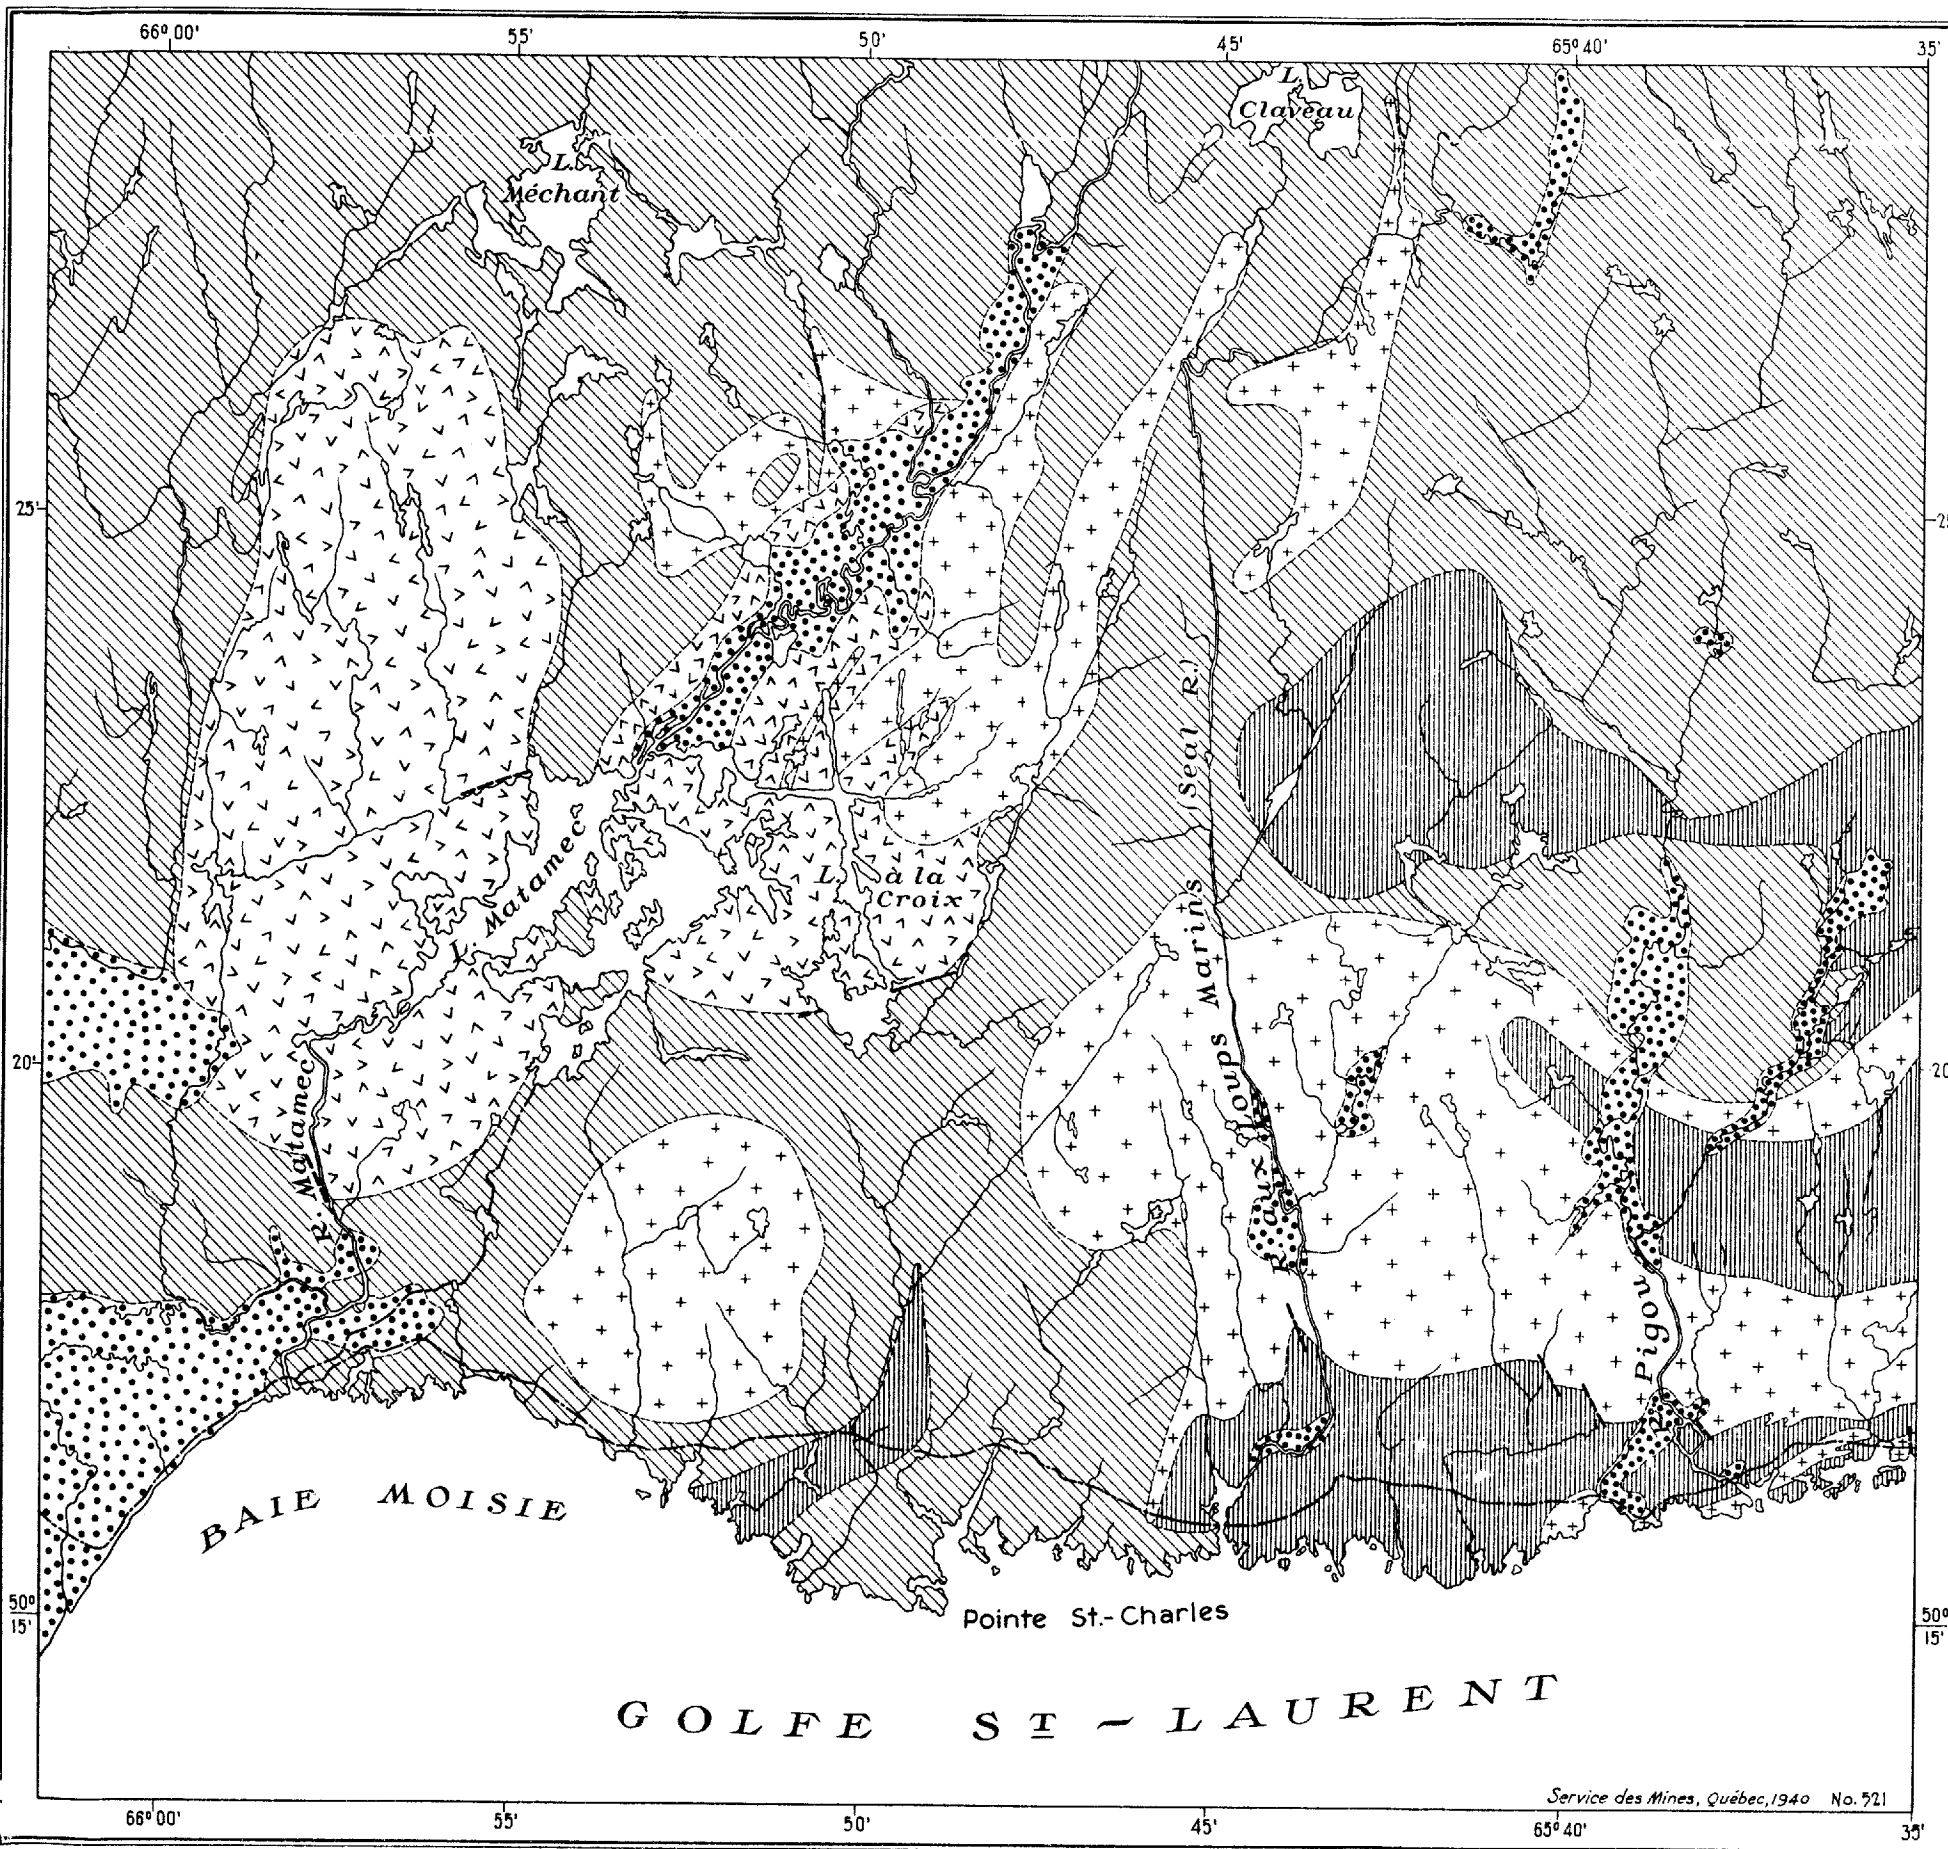 66° 00' 55' 50' 45' 65° 40' 35'
L. Claveau
L. Méchant
25'
(Seal R.)
L. Matamec
L. à la Croix
R. aux Loups Marins
20' 20
R. Matamec
R. Pigou
BAIE MOISIE
50° 15' 50° 15'
Pointe St.-Charles
GOLFE ST - LAURENT
Service des Mines, Québec, 1940 No. 521
66° 00' 55' 50' 45' 65° 40' 35'